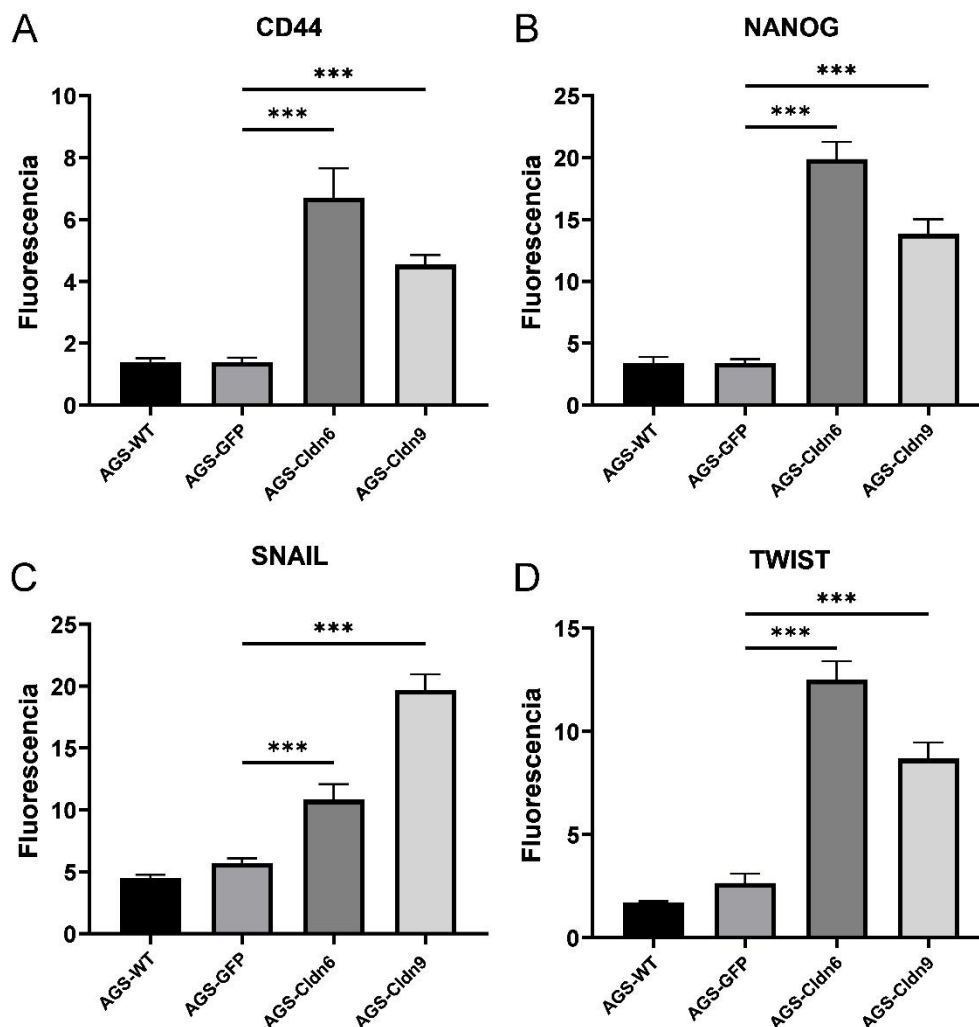 A
CD44
***
***
Fluorescencia
10
8
6
4
2
0
AGS-WT
AGS-GFP
AGS-Cldn6
AGS-Cldn9
B
NANOG
***
***
Fluorescencia
25
20
15
10
5
0
AGS-WT
AGS-GFP
AGS-Cldn6
AGS-Cldn9
C
SNAIL
***
***
Fluorescencia
25
20
15
10
5
0
AGS-WT
AGS-GFP
AGS-Cldn6
AGS-Cldn9
D
TWIST
***
***
Fluorescencia
15
10
5
0
AGS-WT
AGS-GFP
AGS-Cldn6
AGS-Cldn9